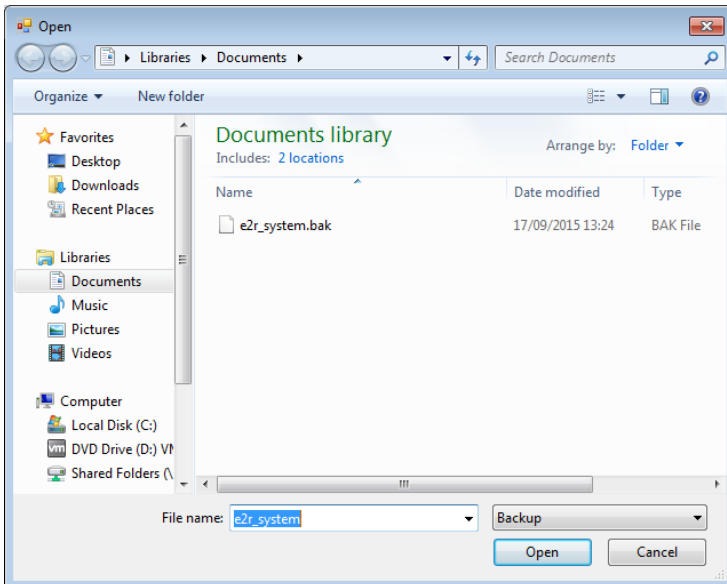 Open
Libraries Documents
Search Documents
Organize New folder
Favorites
Desktop
Downloads
Recent Places
Libraries
Documents
Music
Pictures
Videos
Computer
Local Disk (C:)
vm DVD Drive (D:) VM
Shared Folders (\
Documents library
Includes: 2 locations
Arrange by: Folder
Name Date modified Type
e2r_system.bak 17/09/2015 13:24 BAK File
File name: e2r_system Backup
Open Cancel